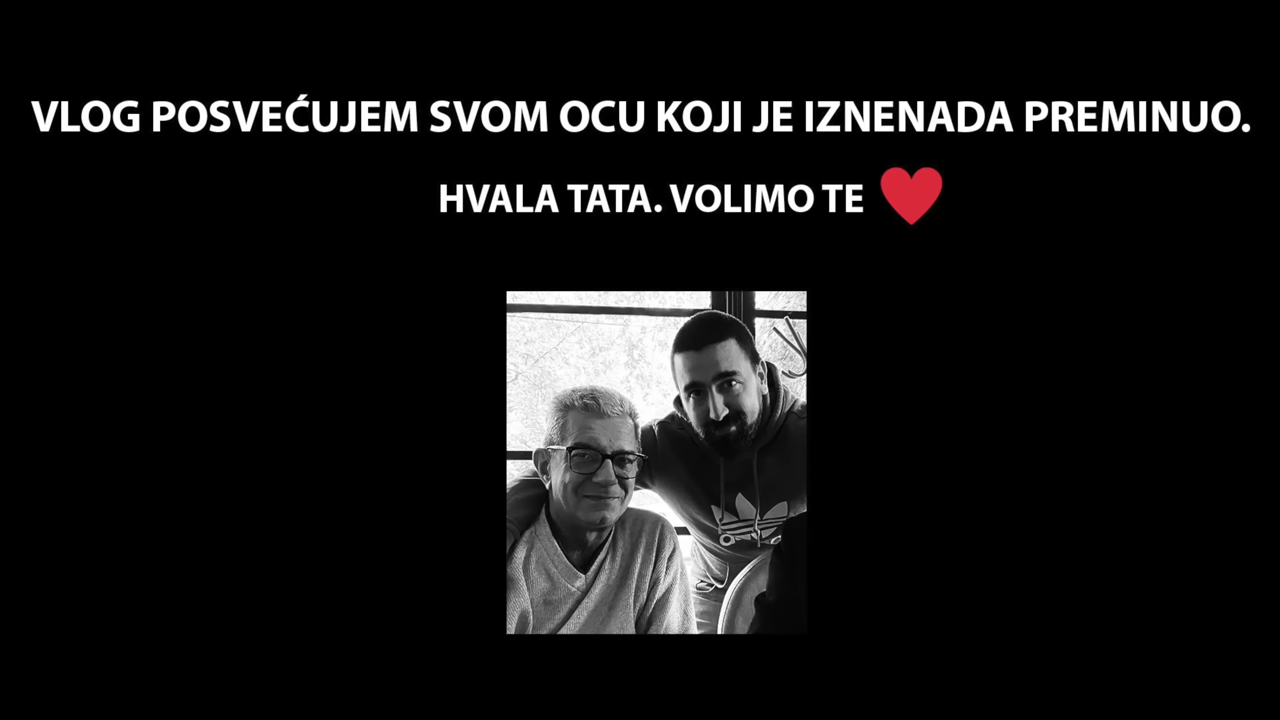 VLOG POSVEĆUJEM SVOM OCU KOJI JE IZNENADA PREMINUO.
HVALA TATA. VOLIMO TE